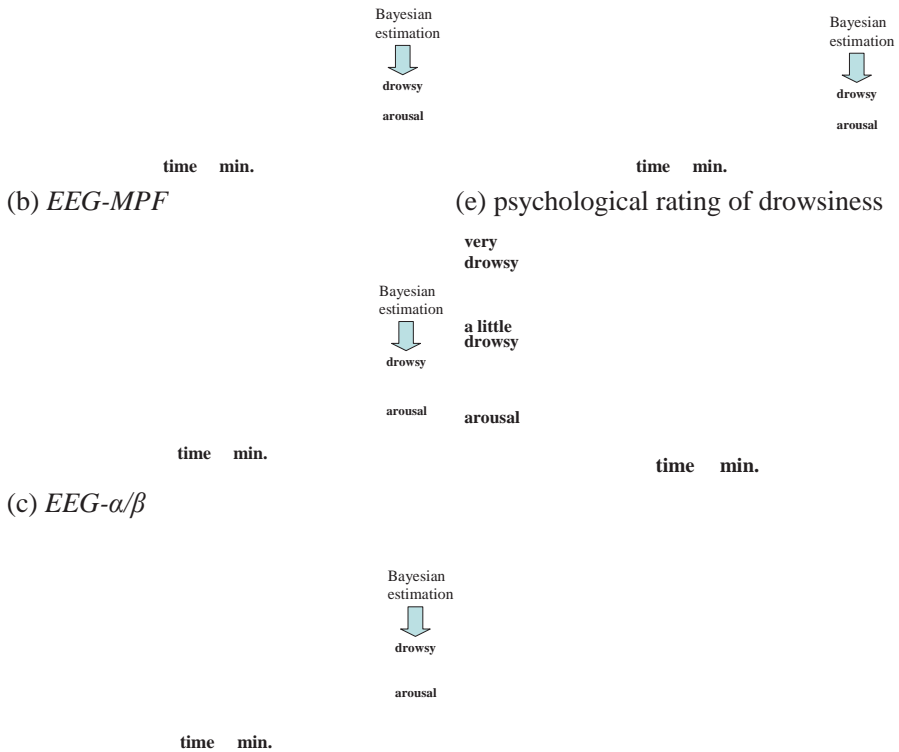 Bayesian
estimation
drowsy
arousal
time min.
Bayesian
estimation
drowsy
arousal
time min.
(b) EEG-MPF
(e) psychological rating of drowsiness
Bayesian
estimation
drowsy
arousal
time min.
very
drowsy
a little
drowsy
arousal
time min.
(c) EEG-α/β
Bayesian
estimation
drowsy
arousal
time min.